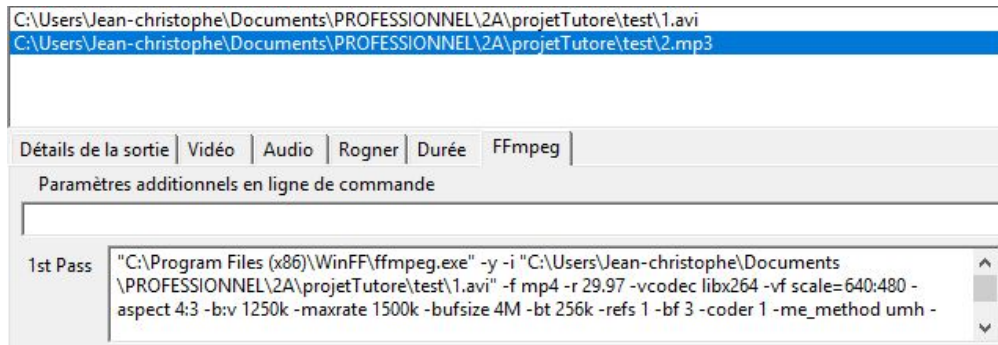 C:\Users\Jean-christophe\Documents\PROFESSIONNEL\2A\projetTutore\test\1.avi
C:\Users\Jean-christophe\Documents\PROFESSIONNEL\2A\projetTutore\test\2.mp3
Détails de la sortie Vidéo Audio Rogner Durée FFmpeg
Paramètres additionnels en ligne de commande
1st Pass "C:\Program Files (x86)\WinFF\ffmpeg.exe" -y -i "C:\Users\Jean-christophe\Documents
\PROFESSIONNEL\2A\projetTutore\test\1.avi" -f mp4 -r 29.97 -vcodec libx264 -vf scale=640:480 -
aspect 4:3 -b:v 1250k -maxrate 1500k -bufsize 4M -bt 256k -refs 1 -bf 3 -coder 1 -me_method umh -